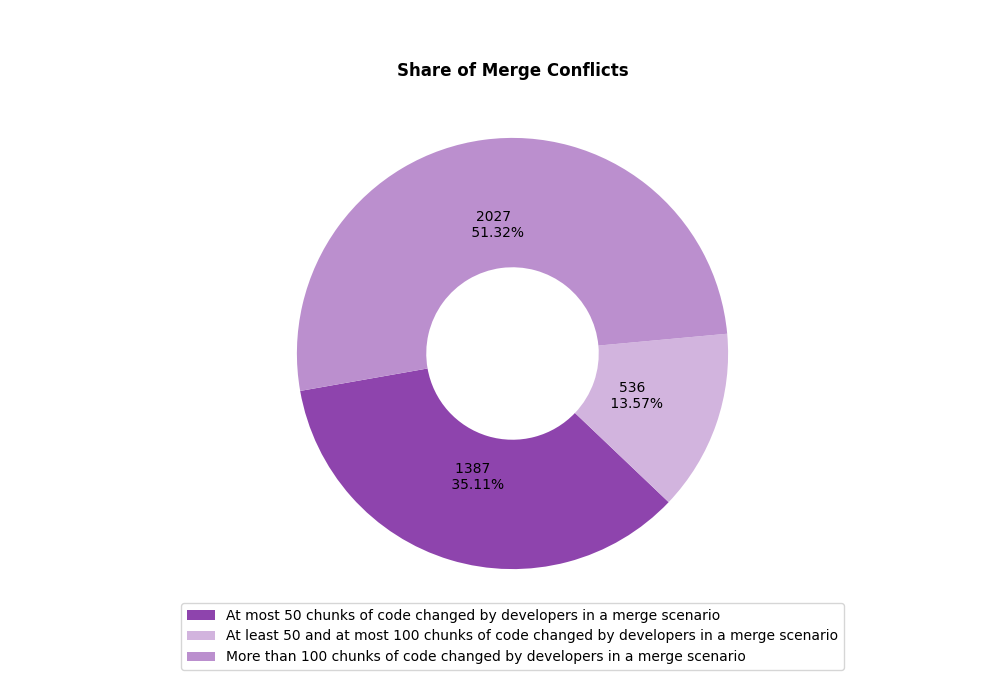 Share of Merge Conflicts
2027
51.32%
536
13.57%
1387
35.11%
At most 50 chunks of code changed by developers in a merge scenario
At least 50 and at most 100 chunks of code changed by developers in a merge scenario
More than 100 chunks of code changed by developers in a merge scenario